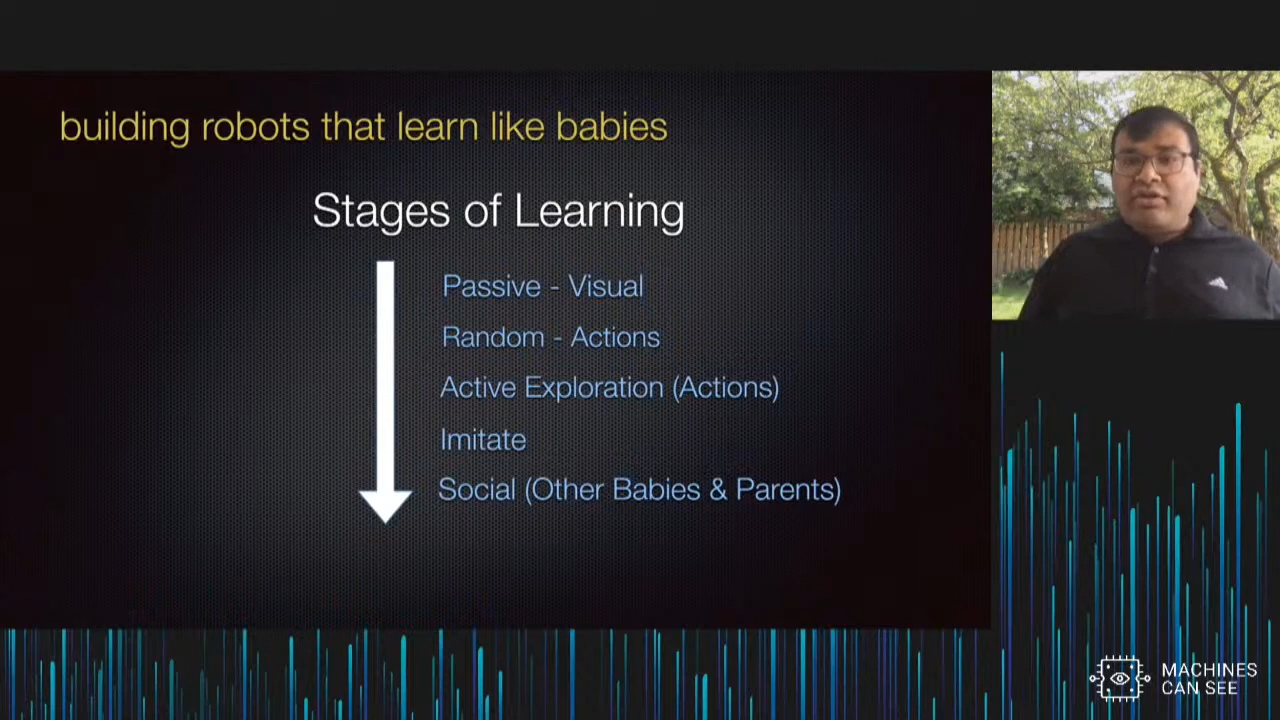 building robots that learn like babies
Stages of Learning
Passive - Visual
Random - Actions
Active Exploration (Actions)
Imitate
Social (Other Babies & Parents)
MACHINES
CAN SEE